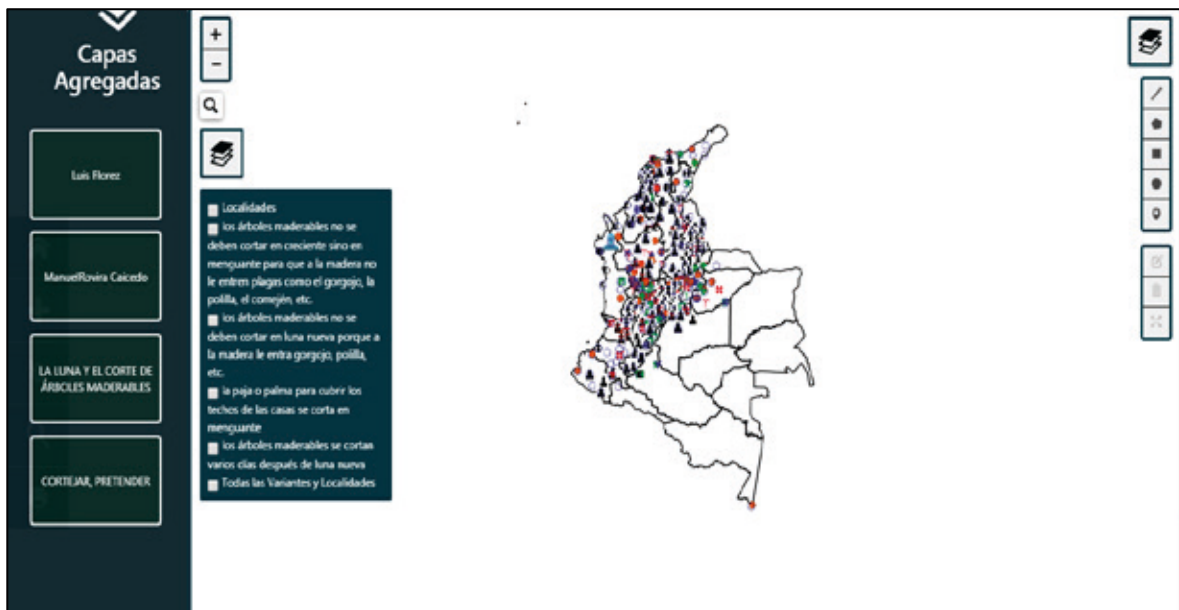 Capas
Agregadas
Luis Florez
ManuelRovira Caicedo
LA LUNA Y EL CORTE DE
ÁRBOLES MADERABLES
CORTEJAR, PRETENDER
+
−
Localidades
los árboles maderables no se
deben cortar en creciente sino en
menguante para que a la madera no
le entren plagas como el gorgojo, la
polilla, el comején, etc.
los árboles maderables no se
deben cortar en luna nueva porque a
la madera le entra gorgojo, polilla,
etc.
la paja o palma para cubrir los
techos de las casas se corta en
menguante
los árboles maderables se cortan
varios días después de luna nueva
Todas las Variantes y Localidades